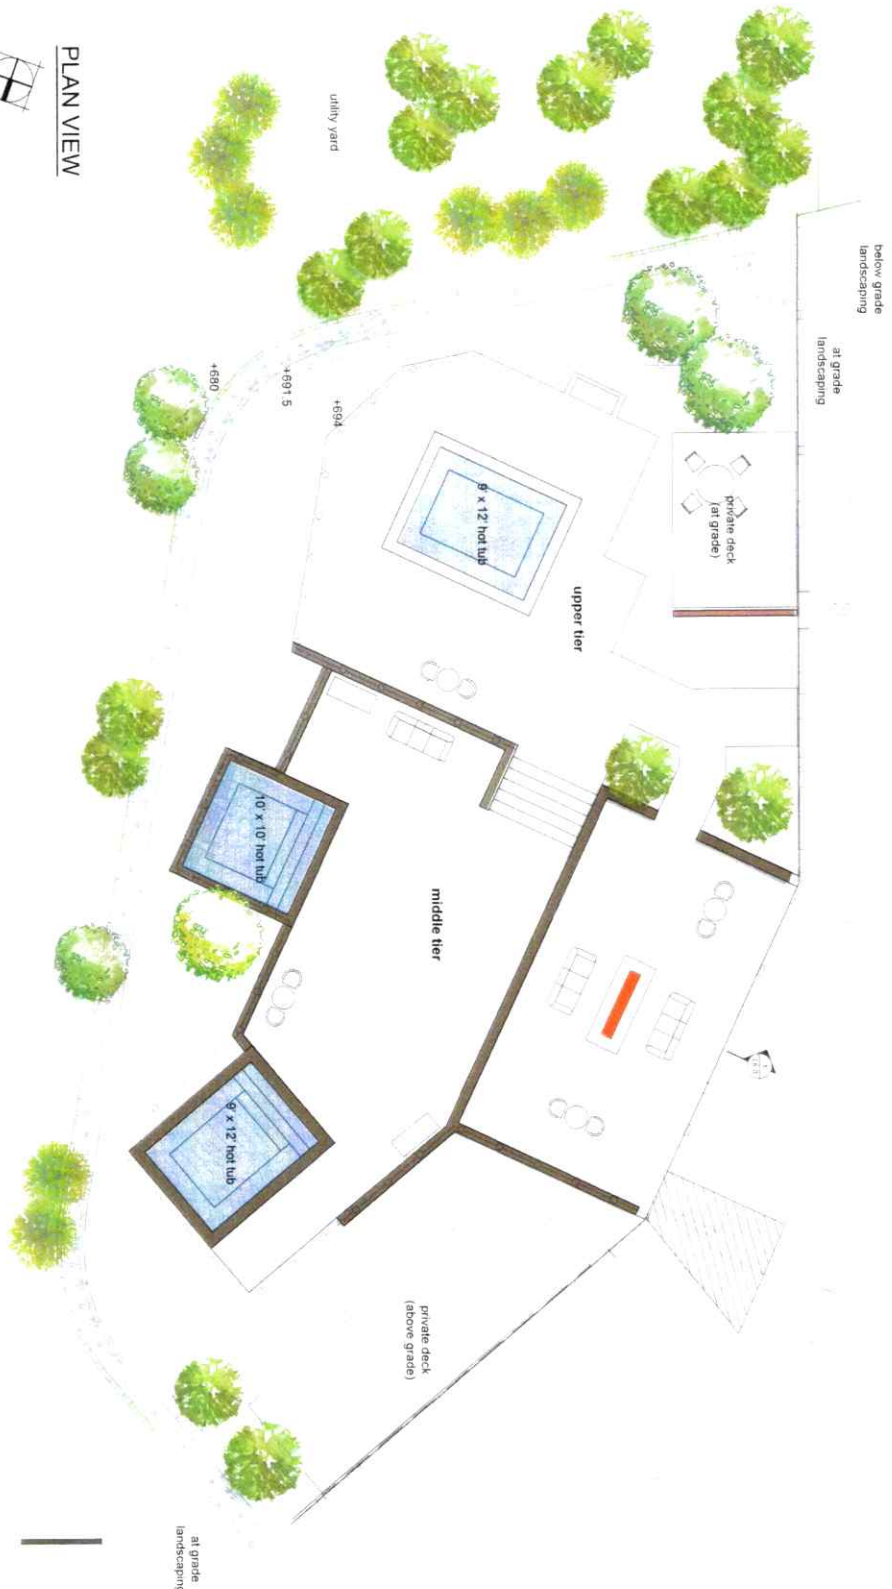 PLAN VIEW
utility yard
below grade
landscaping
at grade
landscaping
+680
+691.5
+694
9' x 12' hot tub
private deck
(at grade)
upper tier
10' x 10' hot tub
middle tier
9' x 12' hot tub
private deck
(above grade)
at grade
landscaping